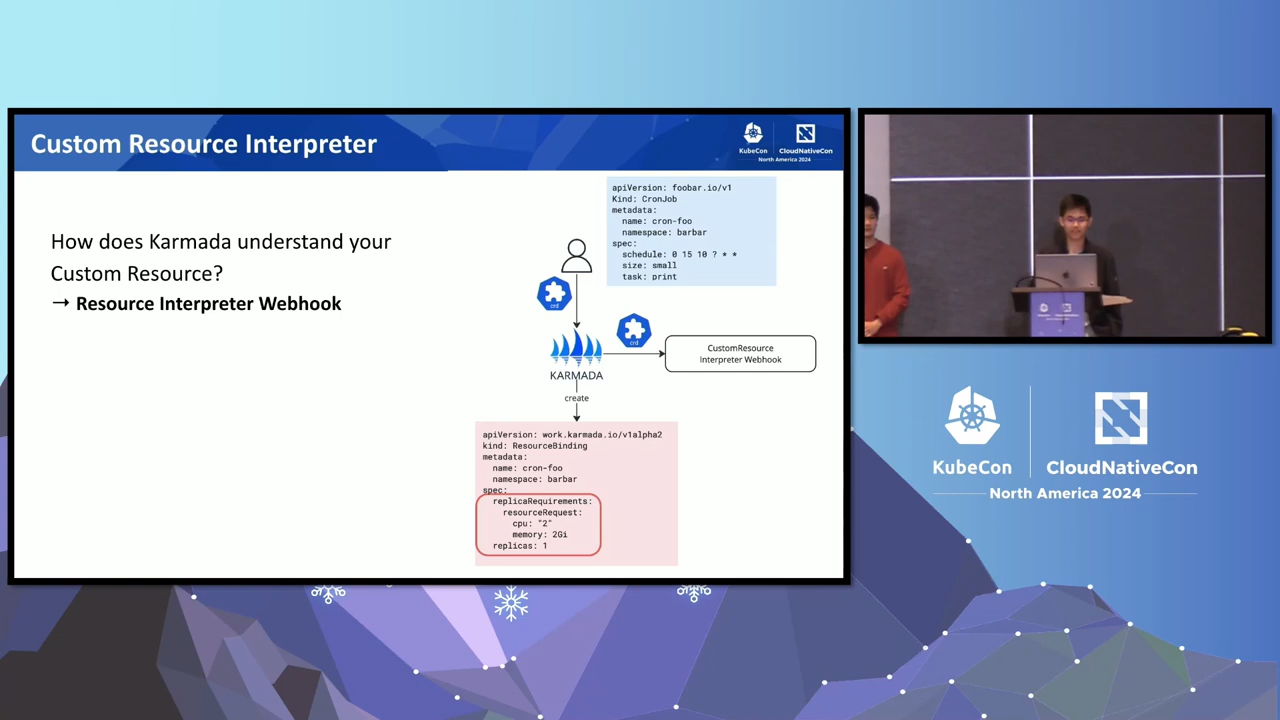 Custom Resource Interpreter
KubeCon
CloudNativeCon
North America 2024
How does Karmada understand your
Custom Resource?
→ Resource Interpreter Webhook
apiVersion: foobar.io/v1
Kind: CronJob
metadata:
name: cron-foo
namespace: barbar
spec:
schedule: 0 15 10 ? * *
size: small
task: print
crd
crd
KARMADA
CustomResource
Interpreter Webhook
create
apiVersion: work.karmada.io/v1alpha2
kind: ResourceBinding
metadata:
name: cron-foo
namespace: barbar
spec:
replicaRequirements:
resourceRequest:
cpu: "2"
memory: 2Gi
replicas: 1
KubeCon
CloudNativeCon
North America 2024